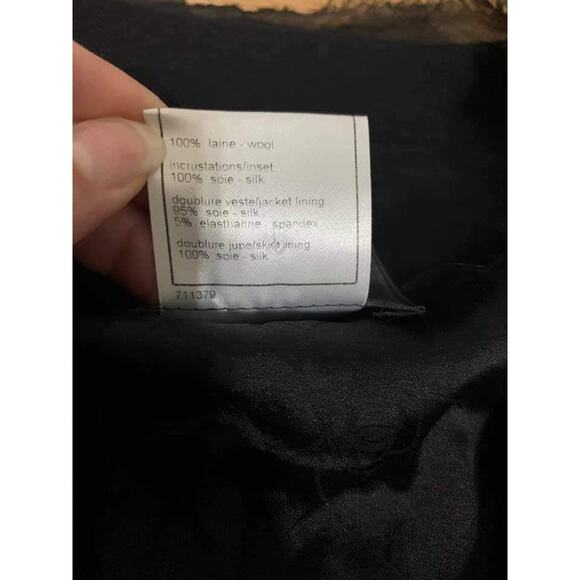 100% laine - wool
incrustations/inset
100% soie - silk
doublure veste/jacket lining
95% soie - silk
5% elasthanne - spandex
doublure jupe/skirt lining
100% soie - silk
711379